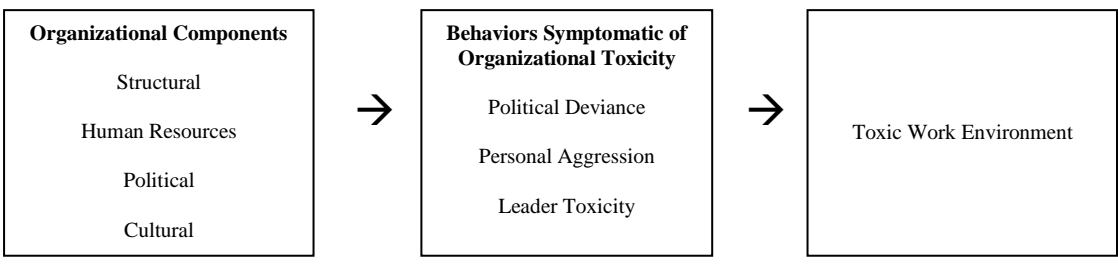 Organizational Components
Structural
Human Resources
Political
Cultural
→
Behaviors Symptomatic of
Organizational Toxicity
Political Deviance
Personal Aggression
Leader Toxicity
→
Toxic Work Environment